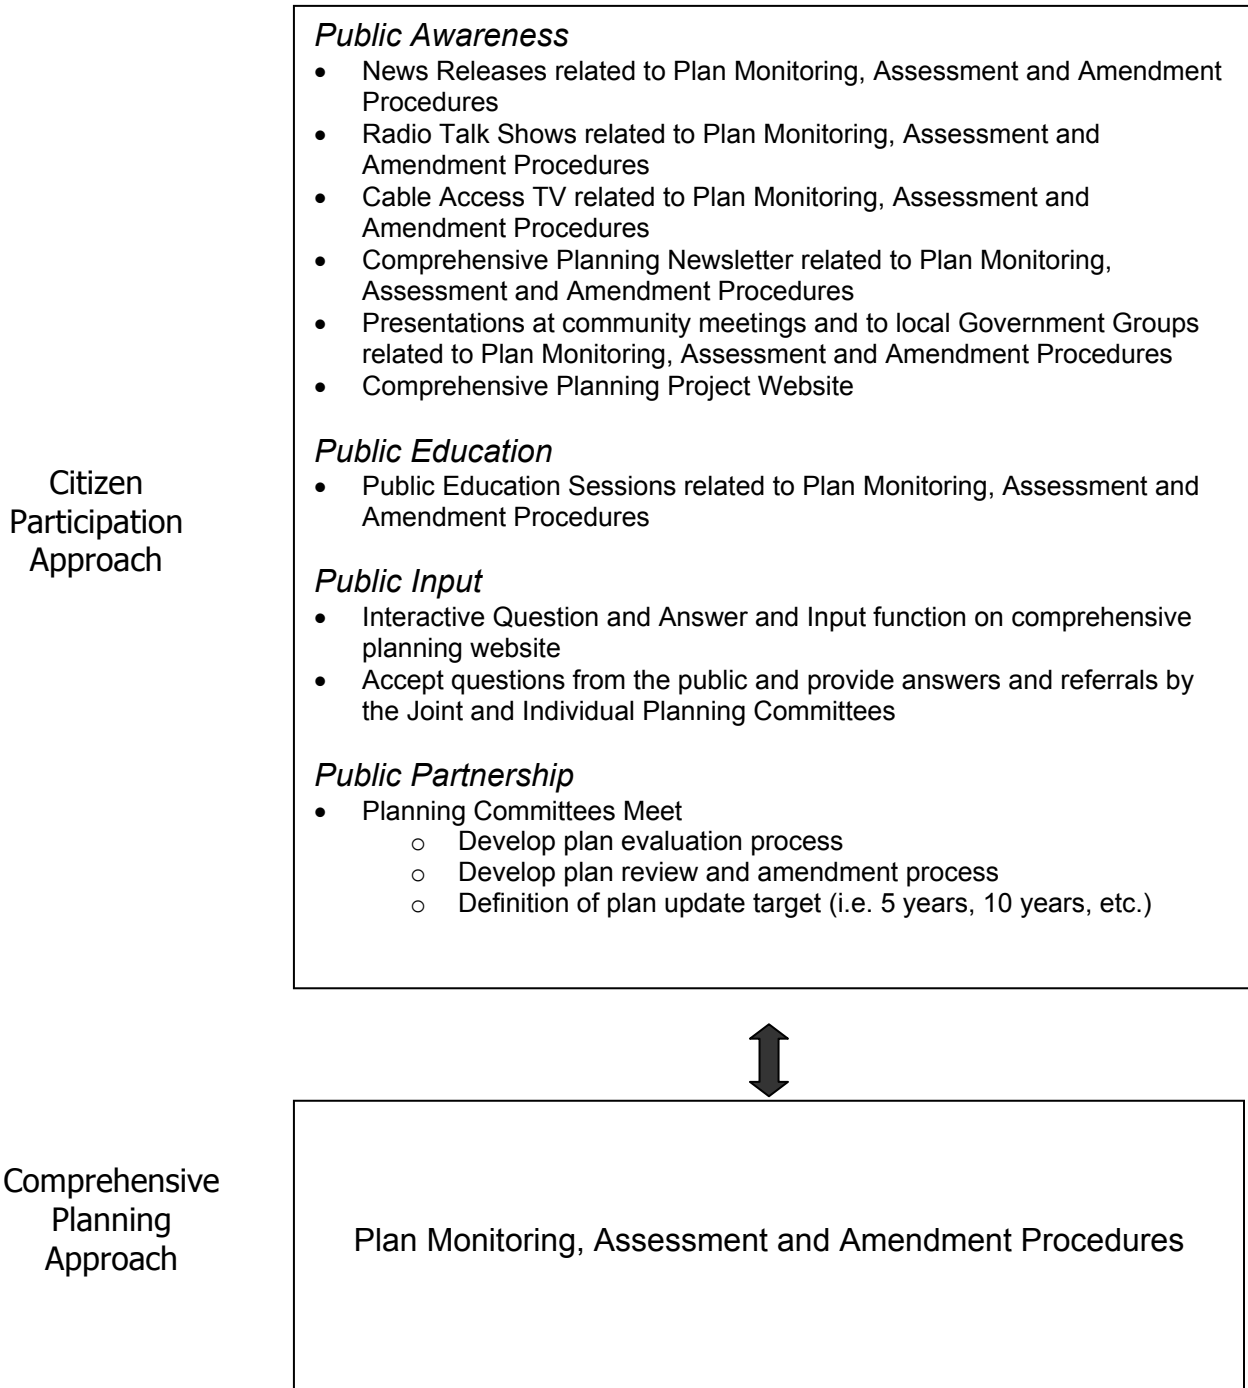 Public Awareness
• News Releases related to Plan Monitoring, Assessment and Amendment
Procedures
• Radio Talk Shows related to Plan Monitoring, Assessment and
Amendment Procedures
• Cable Access TV related to Plan Monitoring, Assessment and
Amendment Procedures
• Comprehensive Planning Newsletter related to Plan Monitoring,
Assessment and Amendment Procedures
• Presentations at community meetings and to local Government Groups
related to Plan Monitoring, Assessment and Amendment Procedures
• Comprehensive Planning Project Website
Citizen
Participation
Approach
Public Education
• Public Education Sessions related to Plan Monitoring, Assessment and
Amendment Procedures
Public Input
• Interactive Question and Answer and Input function on comprehensive
planning website
• Accept questions from the public and provide answers and referrals by
the Joint and Individual Planning Committees
Public Partnership
• Planning Committees Meet
o Develop plan evaluation process
o Develop plan review and amendment process
o Definition of plan update target (i.e. 5 years, 10 years, etc.)
Comprehensive
Planning
Approach
Plan Monitoring, Assessment and Amendment Procedures